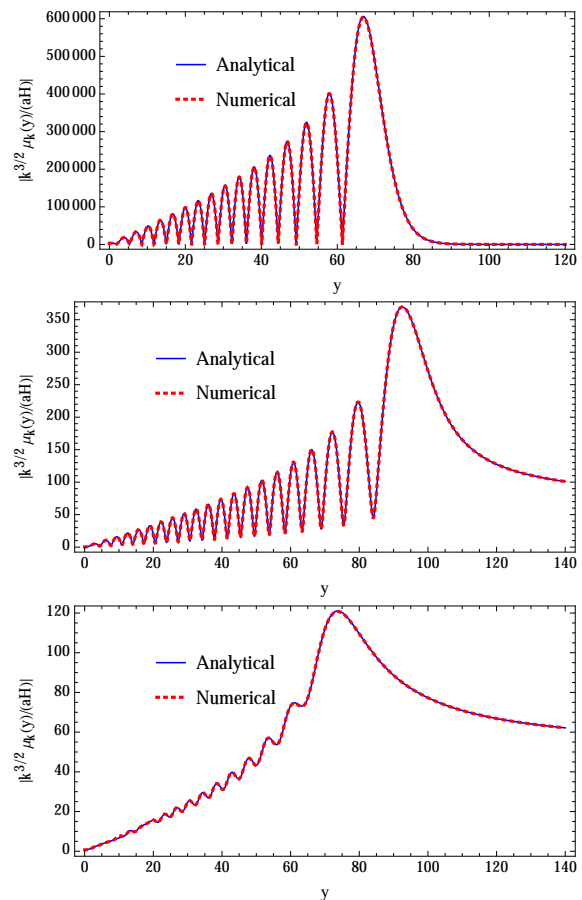 600 000
500 000
400 000
300 000
200 000
100 000
0
|k^{3/2} μ_k(y)/(aH)|
Analytical
Numerical
0 20 40 60 80 100 120
y
350
300
250
200
150
100
50
0
|k^{3/2} μ_k(y)/(aH)|
Analytical
Numerical
0 20 40 60 80 100 120 140
y
120
100
80
60
40
20
0
|k^{3/2} μ_k(y)/(aH)|
Analytical
Numerical
0 20 40 60 80 100 120 140
y